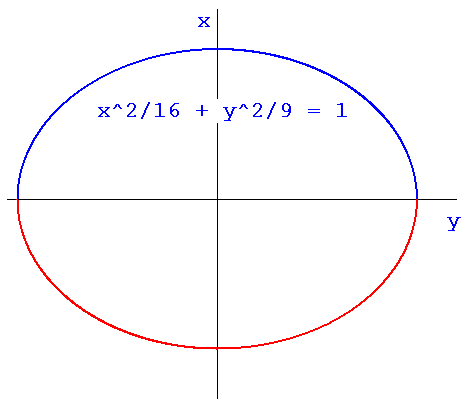 x
x^2/16 + y^2/9 = 1
y